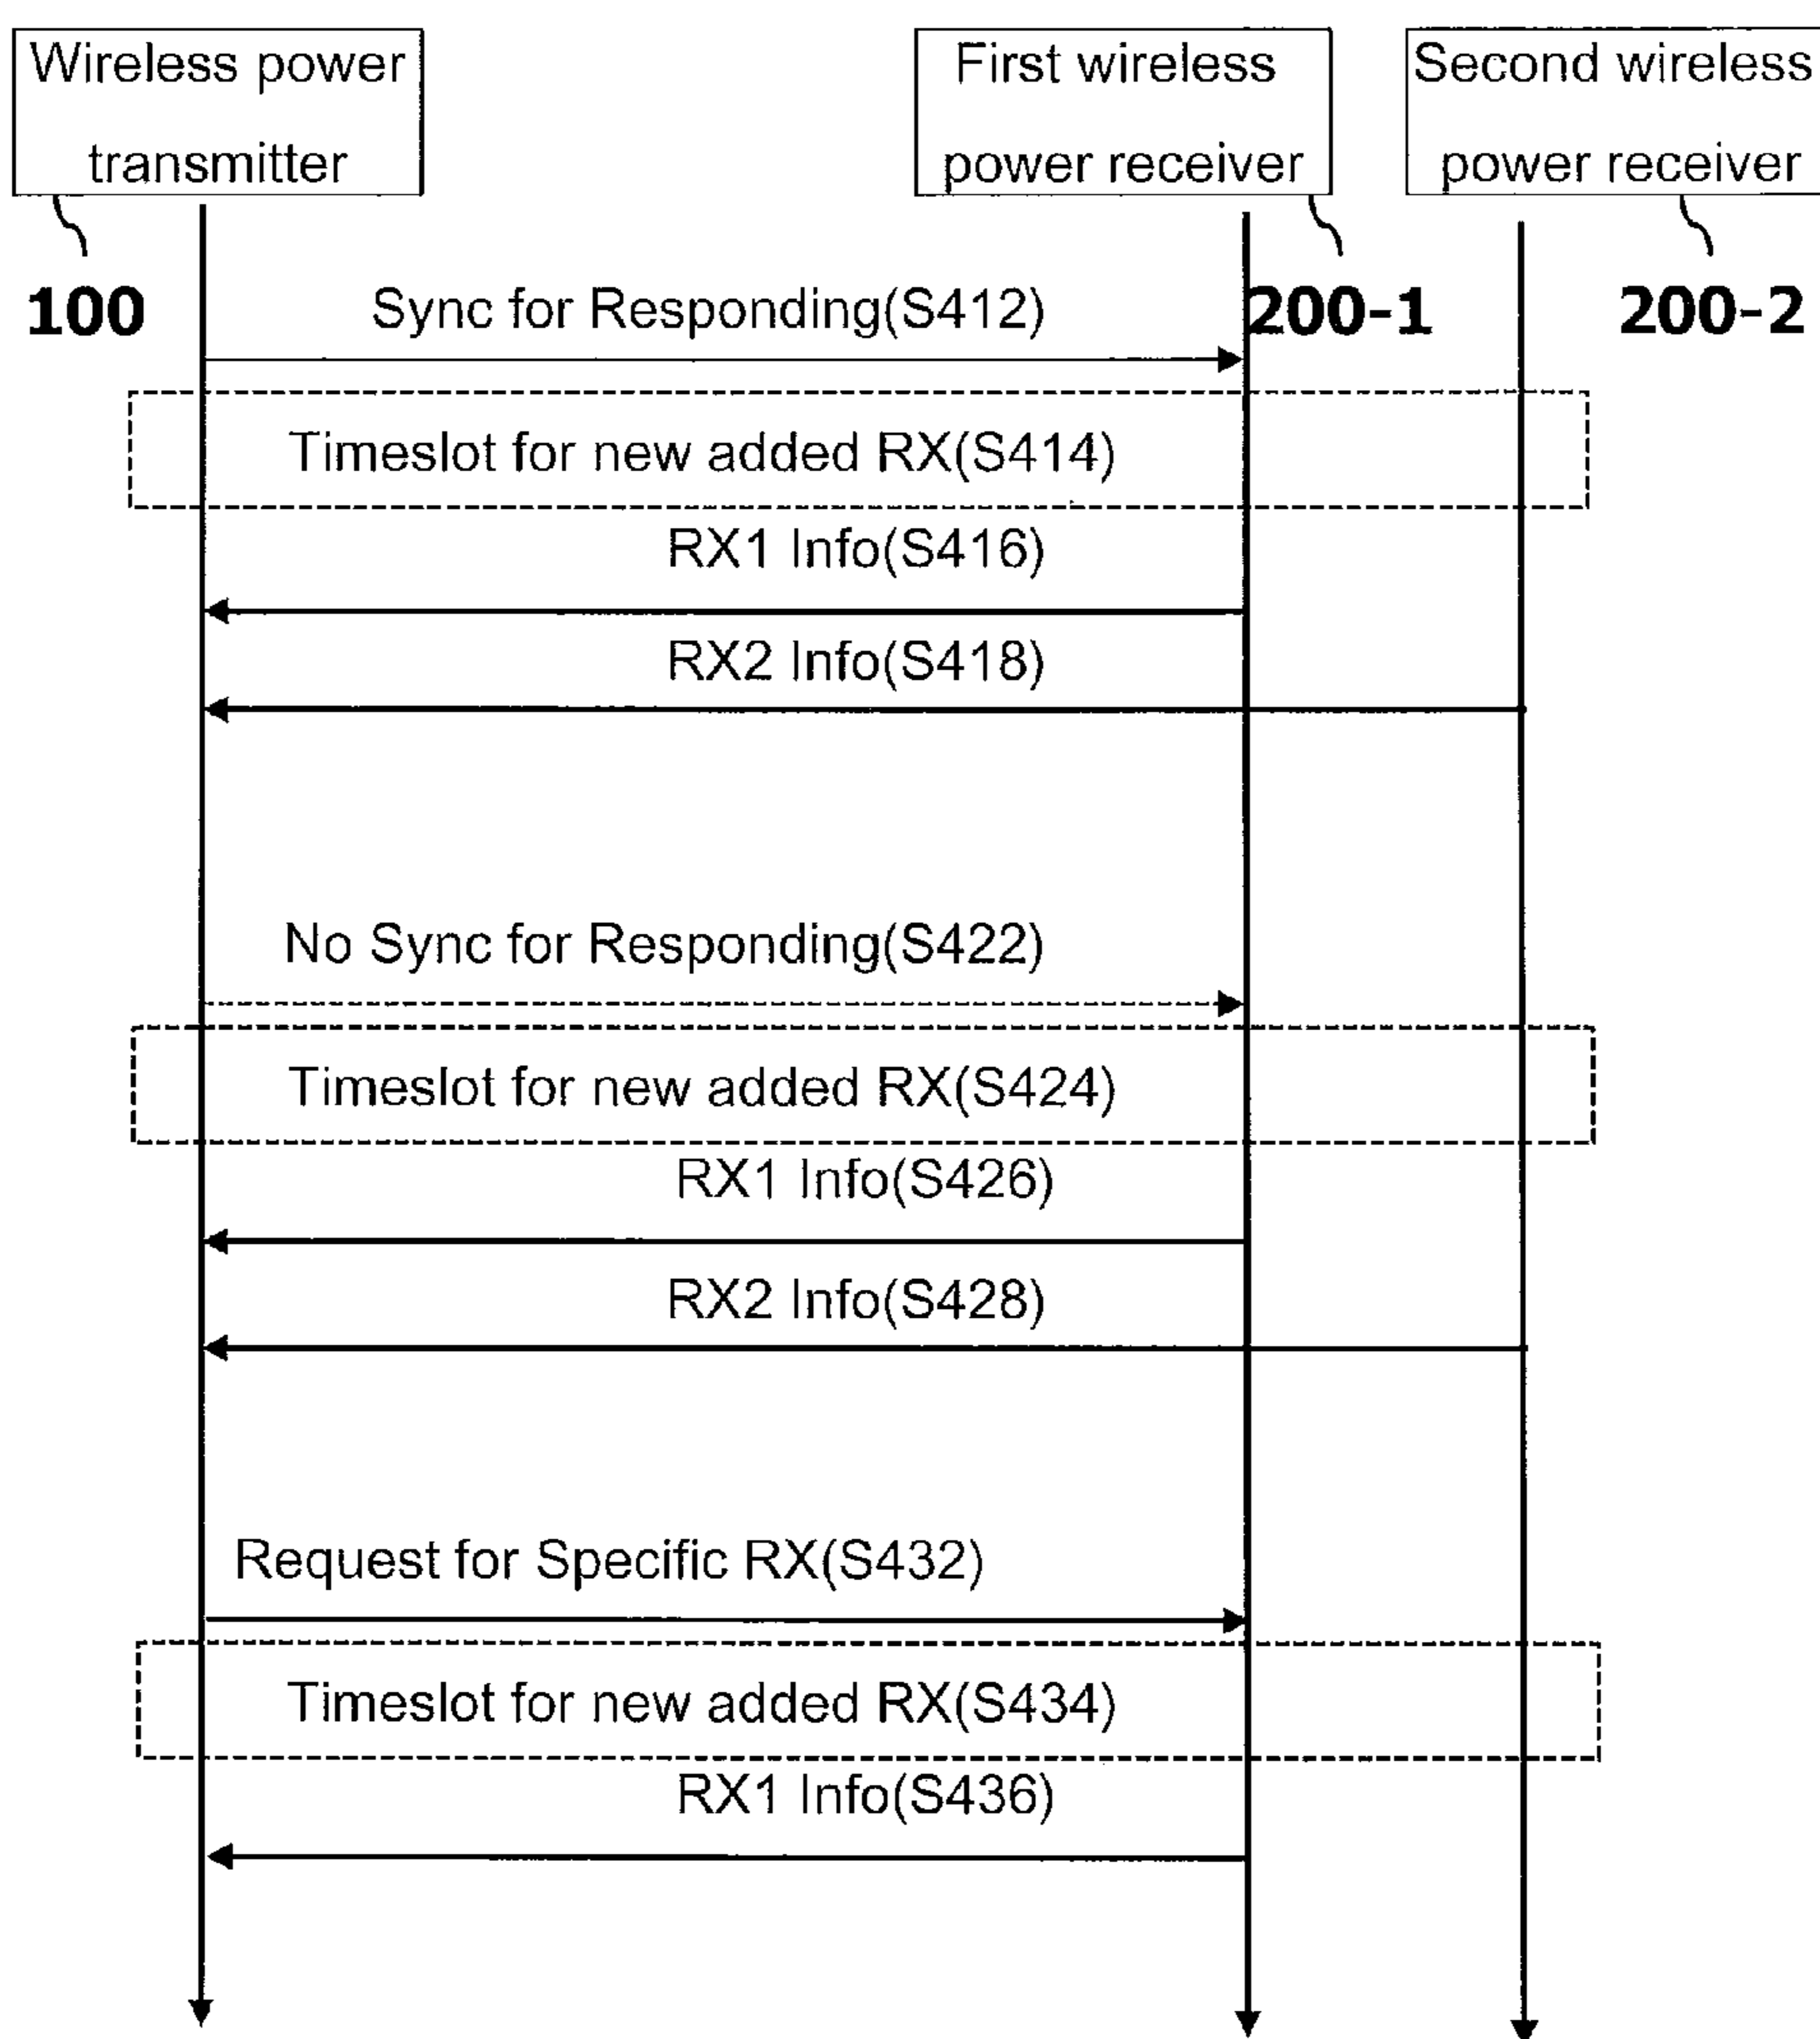 Wireless power
transmitter
First wireless
power receiver
Second wireless
power receiver
100
Sync for Responding(S412)
200-1
200-2
Timeslot for new added RX(S414)
RX1 Info(S416)
RX2 Info(S418)
No Sync for Responding(S422)
Timeslot for new added RX(S424)
RX1 Info(S426)
RX2 Info(S428)
Request for Specific RX(S432)
Timeslot for new added RX(S434)
RX1 Info(S436)